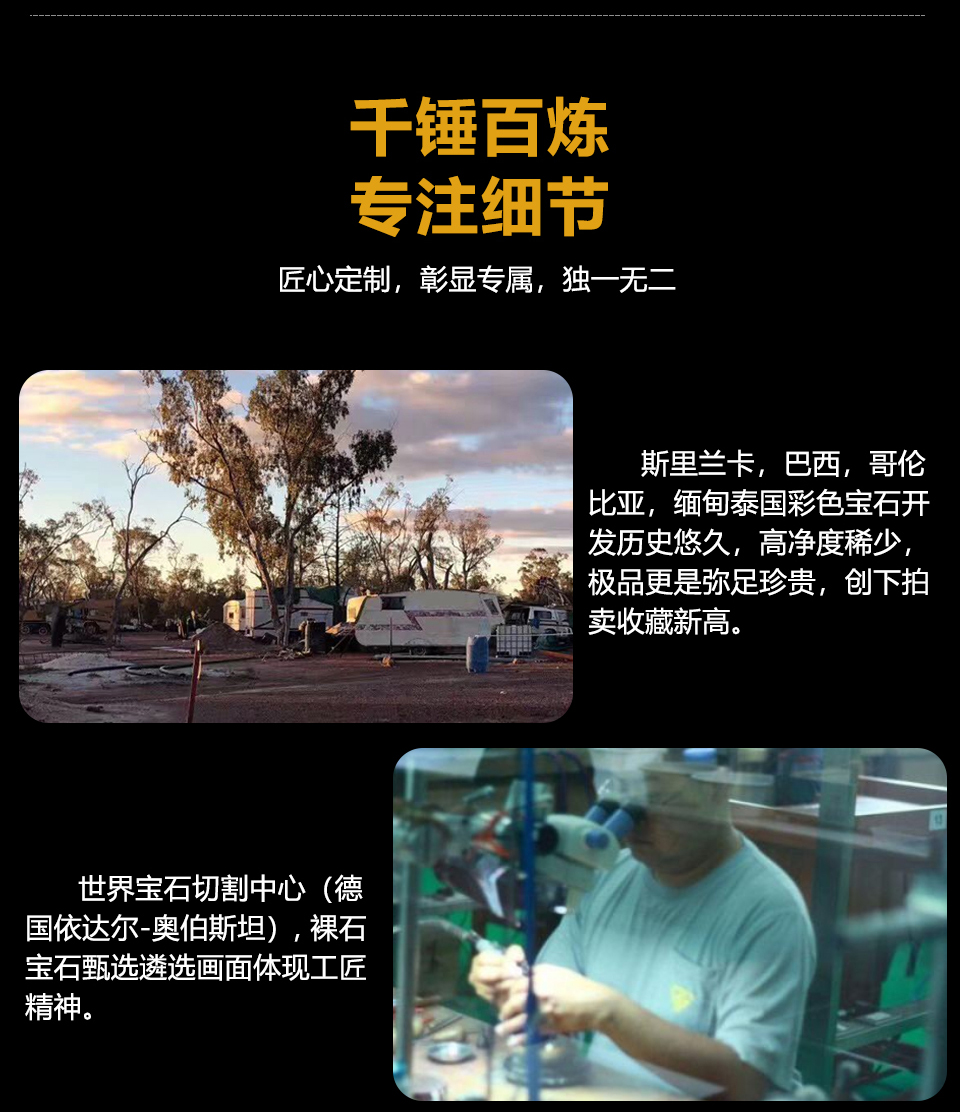 千锤百炼
专注细节
匠心定制，彰显专属，独一无二
斯里兰卡，巴西，哥伦
比亚，缅甸泰国彩色宝石开
发历史悠久，高净度稀少，
极品更是弥足珍贵，创下拍
卖收藏新高。
世界宝石切割中心（德
国依达尔-奥伯斯坦）, 裸石
宝石甄选遴选画面体现工匠
精神。